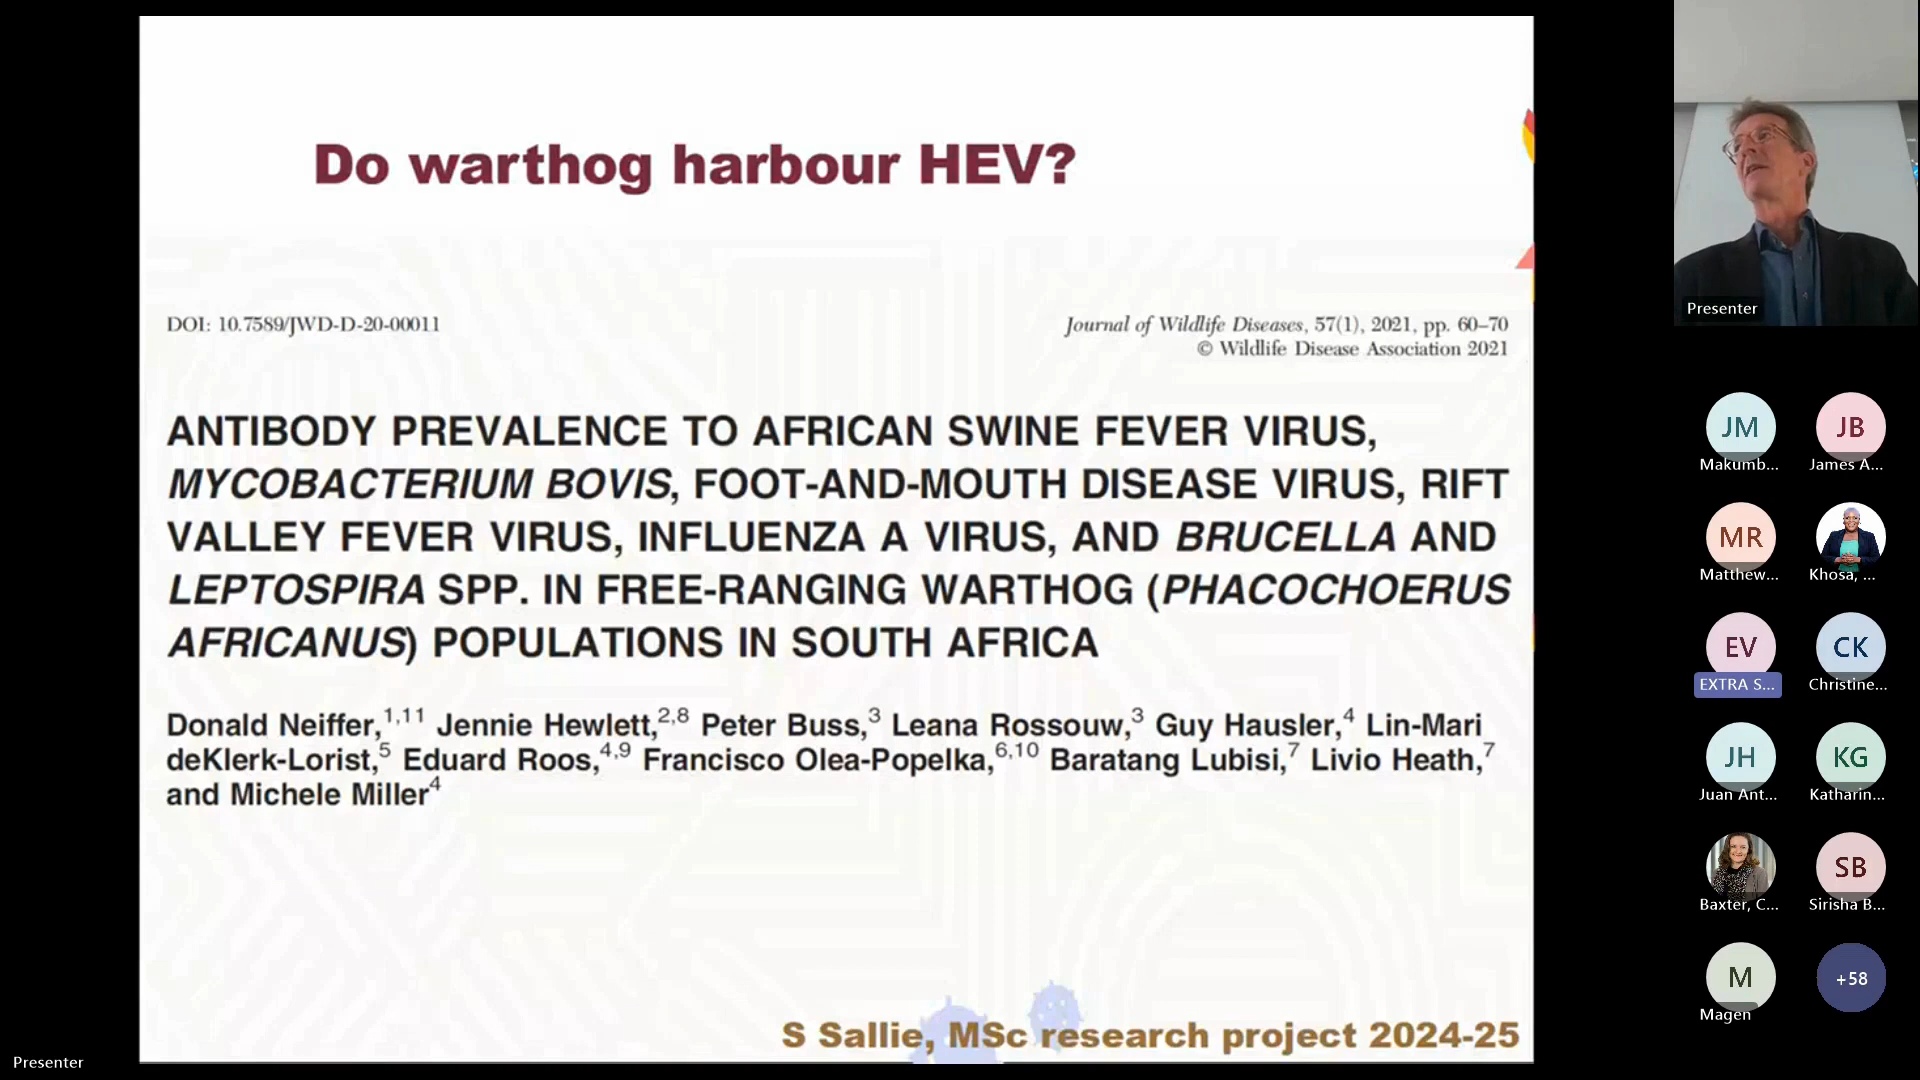 Do warthog harbour HEV?
DOI: 10.7589/JWD-D-20-00011
Journal of Wildlife Diseases, 57(1), 2021, pp. 60–70
© Wildlife Disease Association 2021
ANTIBODY PREVALENCE TO AFRICAN SWINE FEVER VIRUS,
MYCOBACTERIUM BOVIS, FOOT-AND-MOUTH DISEASE VIRUS, RIFT
VALLEY FEVER VIRUS, INFLUENZA A VIRUS, AND BRUCELLA AND
LEPTOSPIRA SPP. IN FREE-RANGING WARTHOG (PHACOCHOERUS
AFRICANUS) POPULATIONS IN SOUTH AFRICA
Donald Neiffer,1,11 Jennie Hewlett,2,8 Peter Buss,3 Leana Rossouw,3 Guy Hausler,4 Lin-Mari
deKlerk-Lorist,5 Eduard Roos,4,9 Francisco Olea-Popelka,6,10 Baratang Lubisi,7 Livio Heath,7
and Michele Miller4
S Sallie, MSc research project 2024-25
Presenter
Presenter
JM
JB
Makumb...
James A...
MR
Matthew...
Khosa, ...
EV
CK
EXTRA S...
Christine...
JH
KG
Juan Ant...
Katharin...
SB
Baxter, C...
Sirisha B...
M
+58
Magen